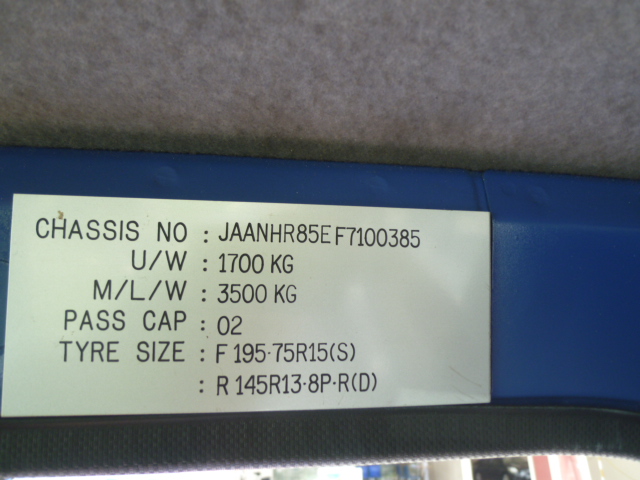 CHASSIS NO : JAANHR85EF7100385
U/W : 1700 KG
M/L/W : 3500 KG
PASS CAP : 02
TYRE SIZE : F 195·75R15(S)
: R 145R13·8P·R(D)